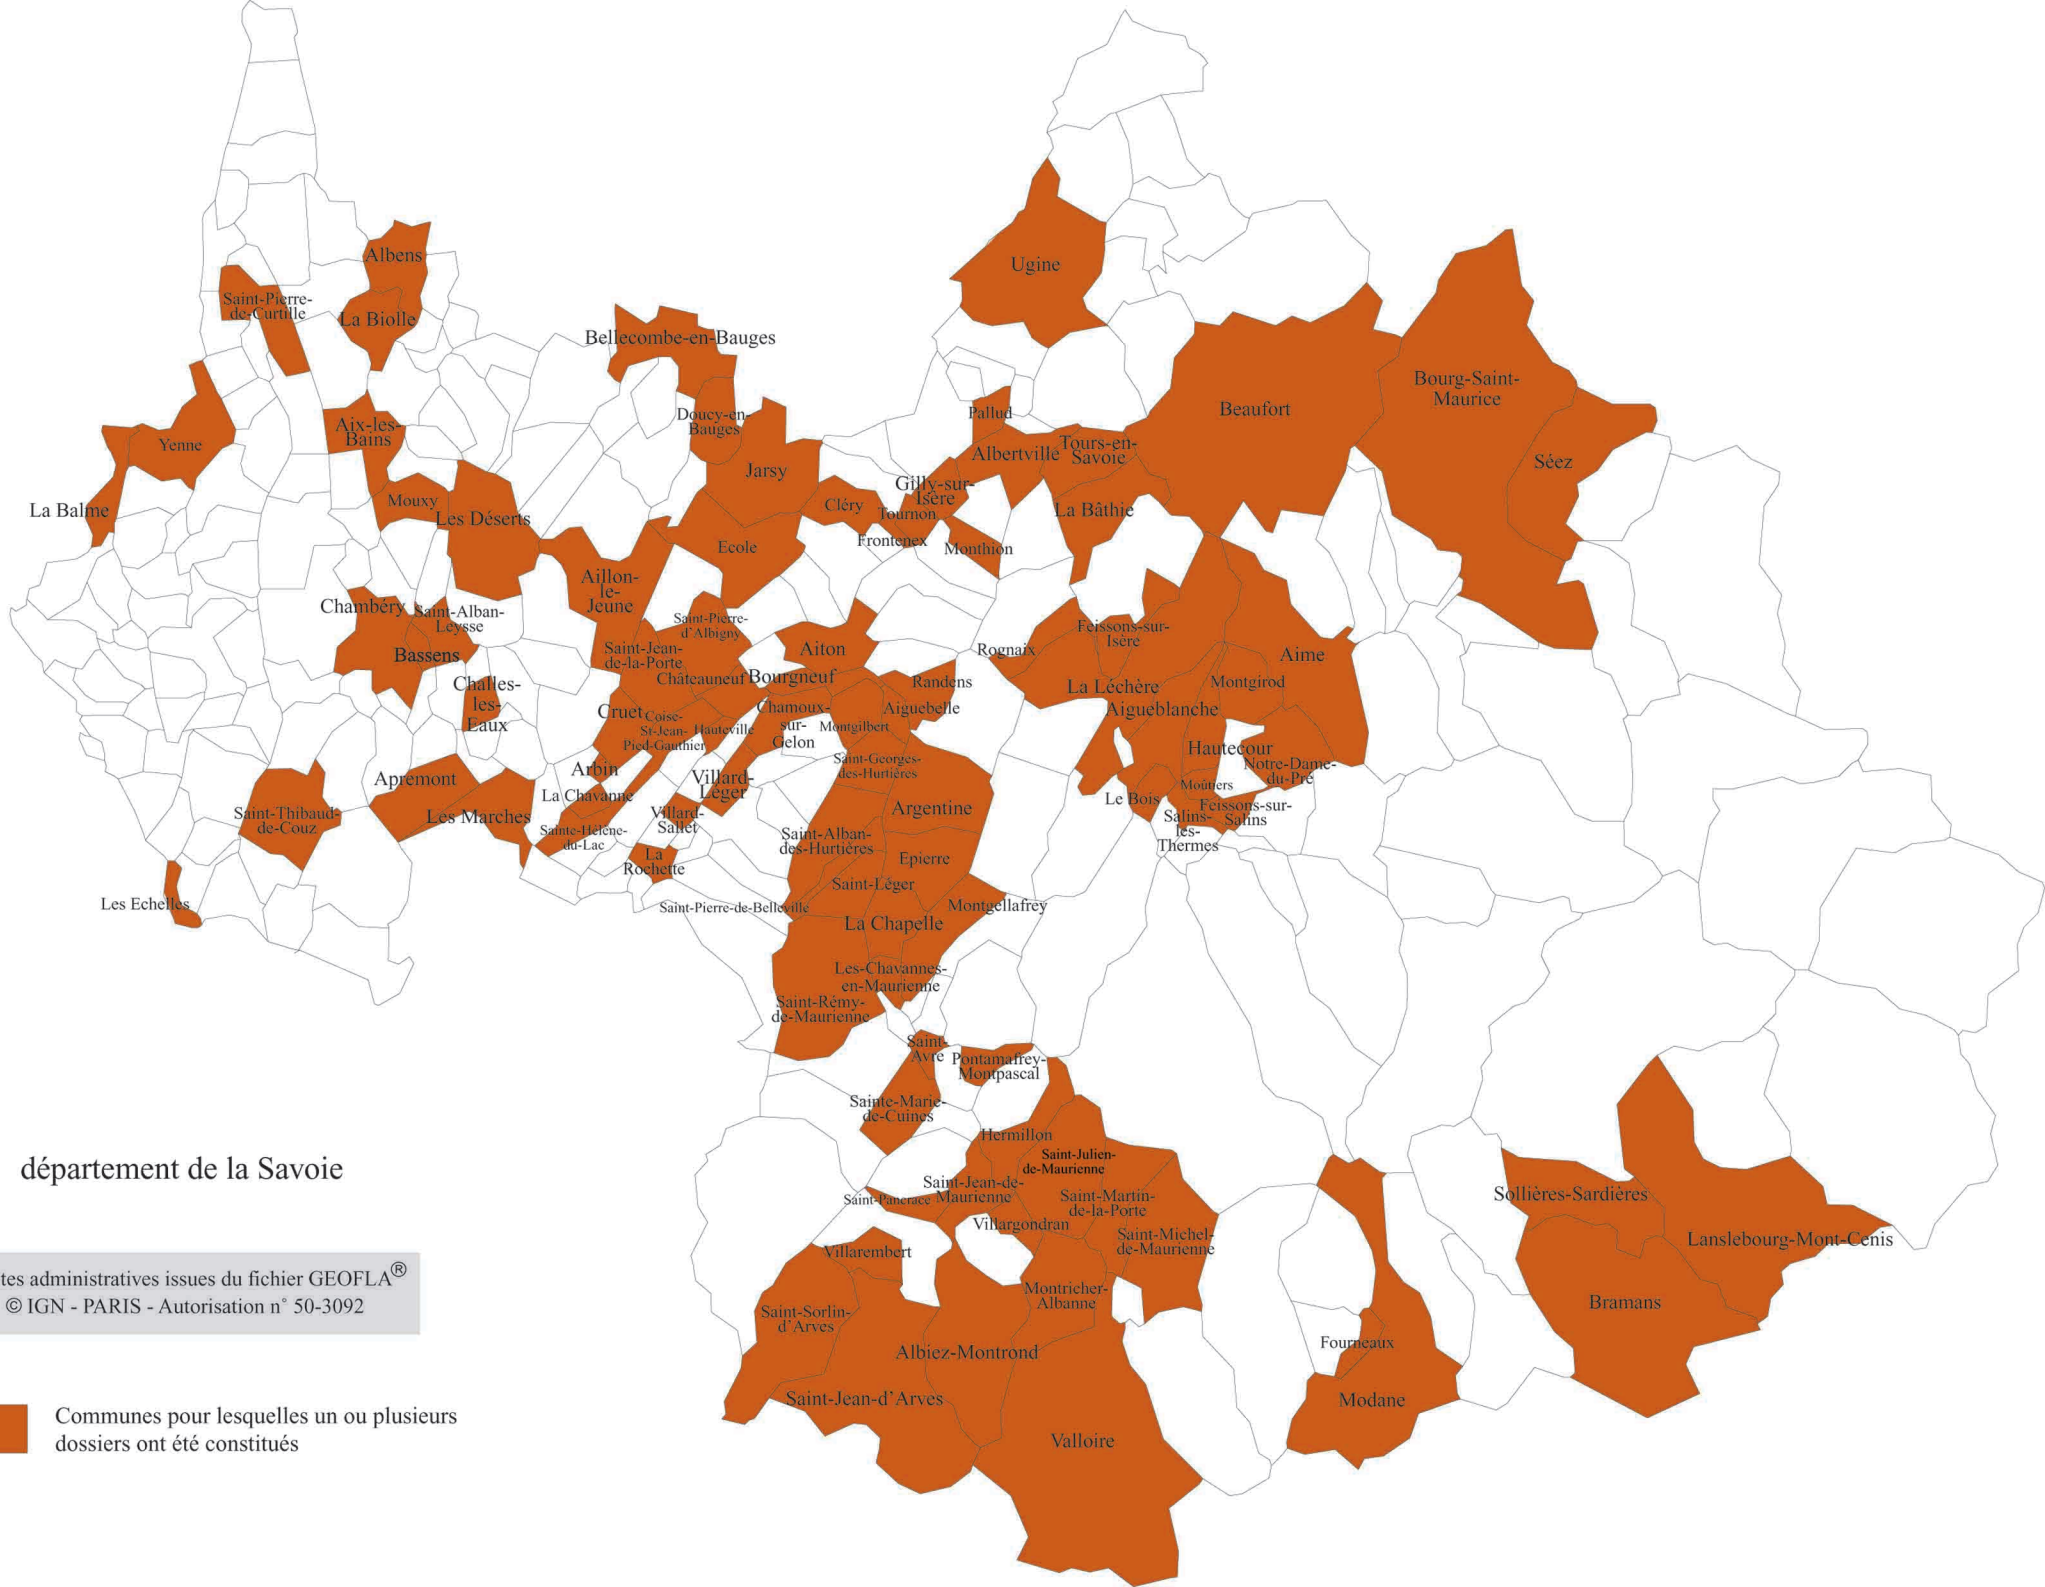 Albens
Saint-Pierre-
de-Curtille
La Biolle
Ugine
Bellecombe-en-Bauges
Bourg-Saint-
Maurice
Beaufort
Doucy-en-
Bauges
Pallud
Aix-les-
Bains
Yenne
Albertville
Tours-en-
Savoie
Séez
Jarsy
Gilly-sur-
Isère
Mouxy
Cléry
Tournon
La Bâthie
La Balme
Les Déserts
Frontenex
Monthion
Ecole
Aillon-
le-
Jeune
Chambéry
Saint-Alban-
Leysse
Saint-Pierre-
d'Albigny
Feissons-sur-
Isère
Bassens
Saint-Jean-
de-la-Porte
Aiton
Rognaix
Aime
Châteauneuf
Bourgneuf
Randens
La Léchère
Montgirod
Challes-
les-
Eaux
Cruet
Coise-
St-Jean-
Pied-Gauthier
Hauteville
Chamoux-
sur-
Gelon
Montgilbert
Aiguebelle
Aigueblanche
Hautecour
Notre-Dame-
du-Pré
Apremont
Arbin
La Chavanne
Villard-
Léger
Saint-Georges-
des-Hurtières
Moûtiers
Le Bois
Feissons-sur-
Salins
Salins-
les-
Thermes
Saint-Thibaud-
de-Couz
Les Marches
Sainte-Hélène-
du-Lac
Villard-
Sallet
Argentine
Saint-Alban-
des-Hurtières
La
Rochette
Epierre
Saint-Léger
Les Echelles
Saint-Pierre-de-Belleville
Montgellafrey
La Chapelle
Les-Chavannes-
en-Maurienne
Saint-Rémy-
de-Maurienne
Saint-
Avre
Pontamafrey-
Montpascal
Sainte-Marie-
de-Cuines
Hermillon
Saint-Julien-
de-Maurienne
département de la Savoie
Saint-Jean-de-
Maurienne
Saint-Pancrace
Saint-Martin-
de-la-Porte
Sollières-Sardières
Villargondran
Saint-Michel-
de-Maurienne
Lanslebourg-Mont-Cenis
Villarembert
tes administratives issues du fichier GEOFLA®
© IGN - PARIS - Autorisation n° 50-3092
Montricher-
Albanne
Saint-Sorlin-
d'Arves
Bramans
Fourneaux
Albiez-Montrond
Saint-Jean-d'Arves
Modane
Valloire
Communes pour lesquelles un ou plusieurs
dossiers ont été constitués